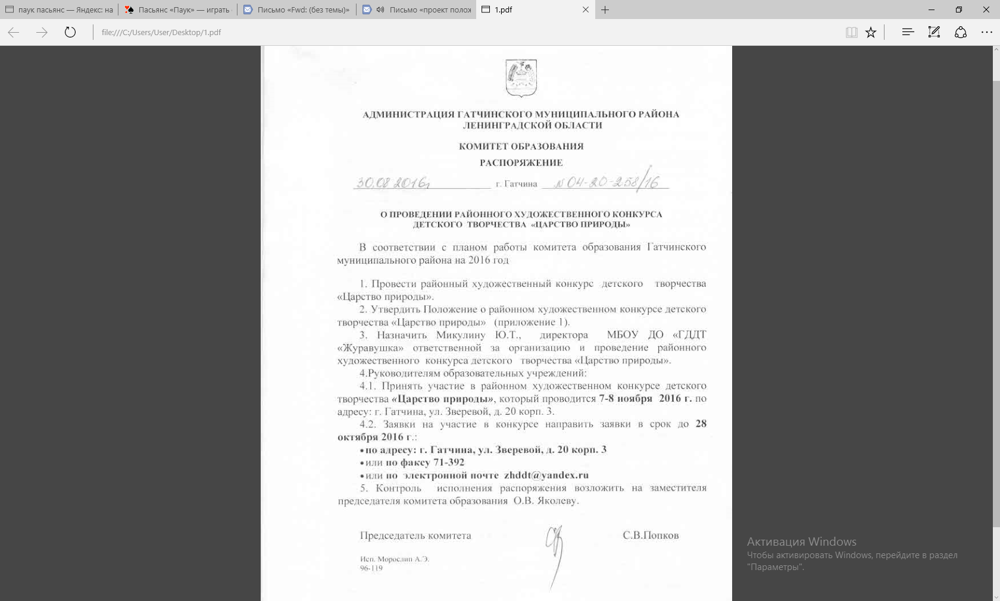 паук пасьянс — Яндекс: на
Пасьянс «Паук» — играть
Письмо «Fwd: (без темы)»
Письмо «проект полож
1.pdf
file:///C:/Users/User/Desktop/1.pdf
АДМИНИСТРАЦИЯ ГАТЧИНСКОГО МУНИЦИПАЛЬНОГО РАЙОНА
ЛЕНИНГРАДСКОЙ ОБЛАСТИ
КОМИТЕТ ОБРАЗОВАНИЯ
РАСПОРЯЖЕНИЕ
30.08 2016г г. Гатчина № 04-20-258/16
О ПРОВЕДЕНИИ РАЙОННОГО ХУДОЖЕСТВЕННОГО КОНКУРСА
ДЕТСКОГО ТВОРЧЕСТВА «ЦАРСТВО ПРИРОДЫ»
В соответствии с планом работы комитета образования Гатчинского
муниципального района на 2016 год
1. Провести районный художественный конкурс детского творчества
«Царство природы».
2. Утвердить Положение о районном художественном конкурсе детского
творчества «Царство природы» (приложение 1).
3. Назначить Микулину Ю.Т., директора МБОУ ДО «ГДДТ
«Журавушка» ответственной за организацию и проведение районного
художественного конкурса детского творчества «Царство природы».
4.Руководителям образовательных учреждений:
4.1. Принять участие в районном художественном конкурсе детского
творчества «Царство природы», который проводится 7-8 ноября 2016 г. по
адресу: г. Гатчина, ул. Зверевой, д. 20 корп. 3.
4.2. Заявки на участие в конкурсе направить заявки в срок до 28
октября 2016 г.:
•по адресу: г. Гатчина, ул. Зверевой, д. 20 корп. 3
•или по факсу 71-392
•или по электронной почте zhddt@yandex.ru
5. Контроль исполнения распоряжения возложить на заместителя
председателя комитета образования О.В. Яколеву.
Председатель комитета С.В.Попков
Исп. Морослип А.Э.
96-119
Активация Windows
Чтобы активировать Windows, перейдите в раздел
"Параметры".